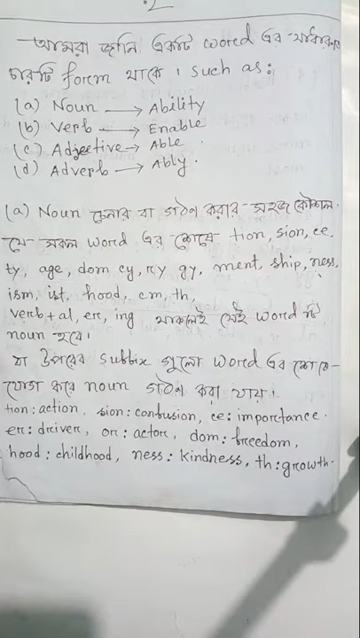 আমরা জানি একটি word এর সাধারণত
চারটি form থাকে। such as:
(a) Noun → Ability
(b) Verb → Enable
(c) Adjective → Able
(d) Adverb → Ably.
(a) Noun চেনার বা গঠন করার সহজ কৌশল.
যে সকল word এর শেষে tion, sion, ce,
ty, age, dom cy, ry gy, ment, ship, ness,
ism, ist, hood, em, th,
verb + al, er, ing থাকলেই সেই word টি
noun হবে।
বা উপরের subbix গুলো word এর শেষে
যোগ করে noun গঠন করা যায়।
tion: action, sion: confusion, ce: importance.
er: driver, or: actor, dom: freedom,
hood: childhood, ness: kindness, th: growth.